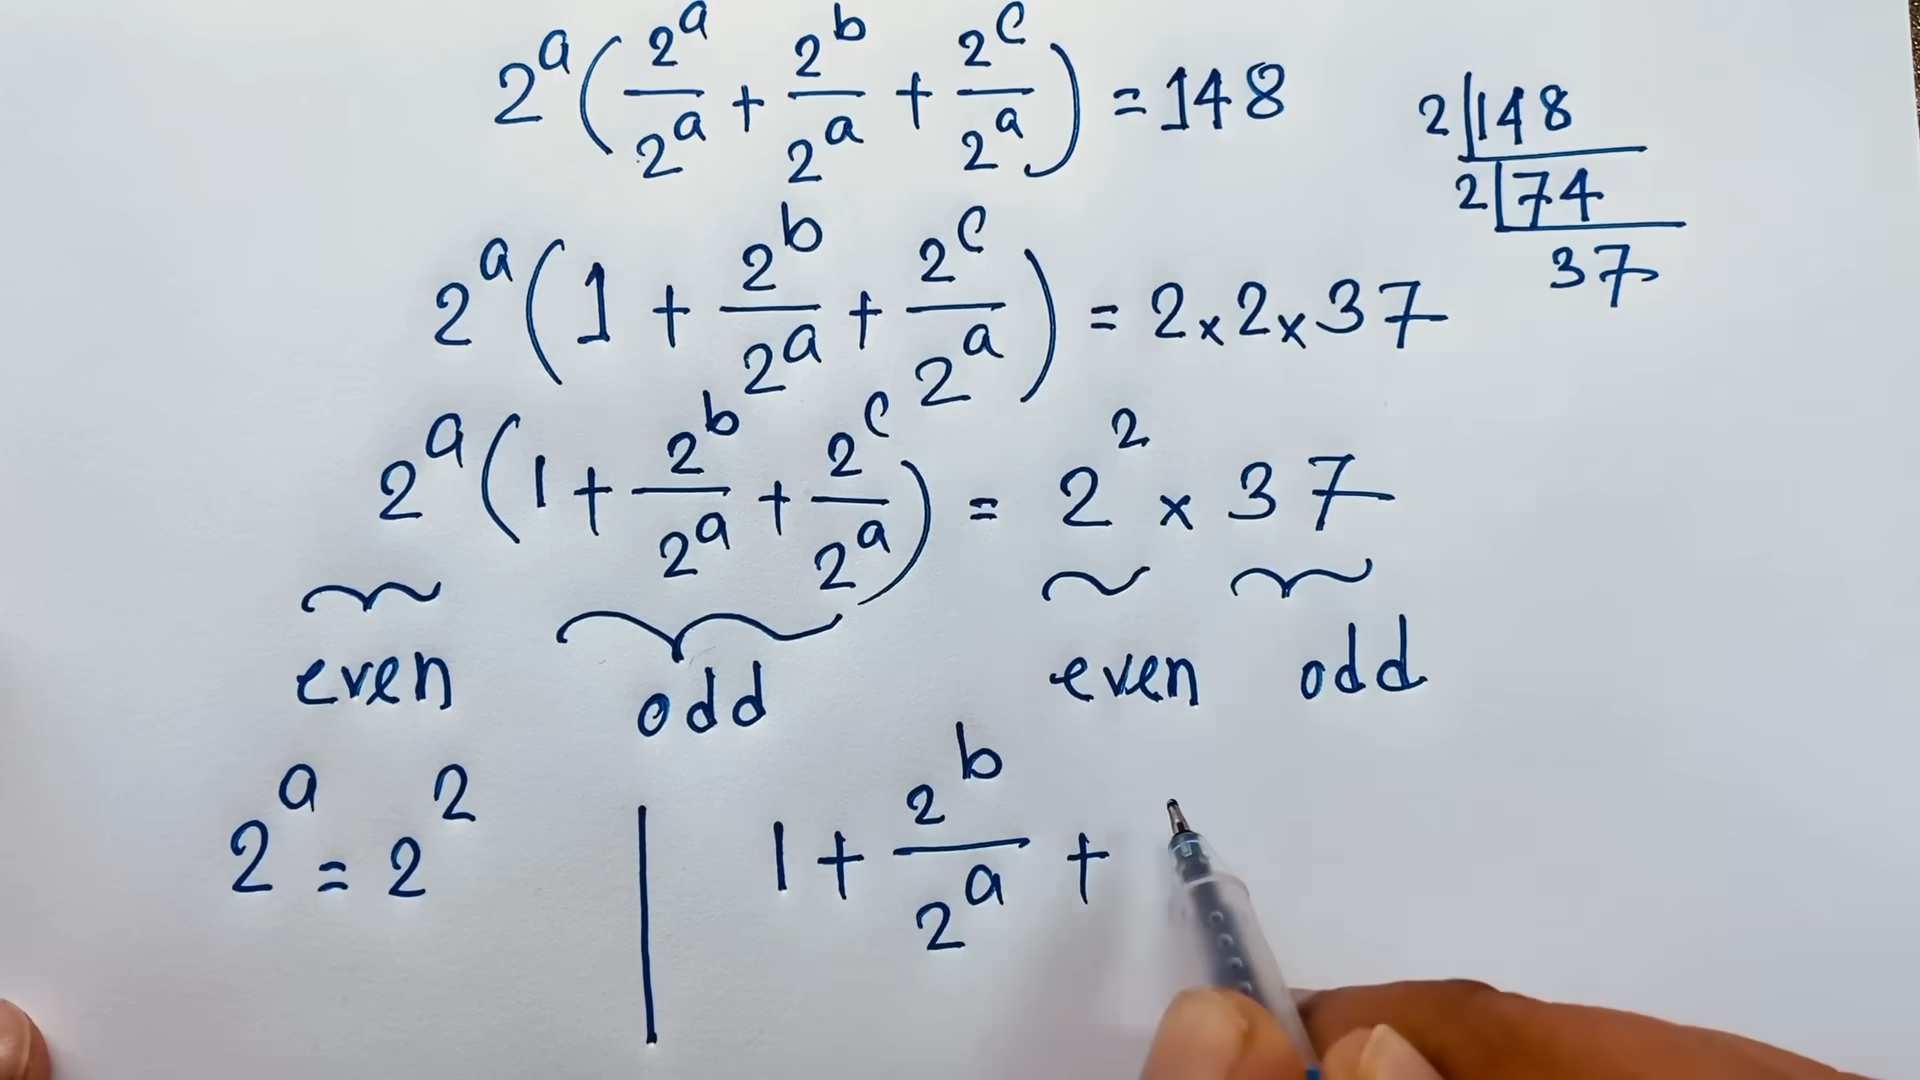 2^a (2^a/2^a + 2^b/2^a + 2^c/2^a) = 148
2 | 148
2 | 74
37
2^a (1 + 2^b/2^a + 2^c/2^a) = 2 × 2 × 37
2^a (1 + 2^b/2^a + 2^c/2^a) = 2^2 × 37
even odd even odd
2^a = 2^2 | 1 + 2^b/2^a +